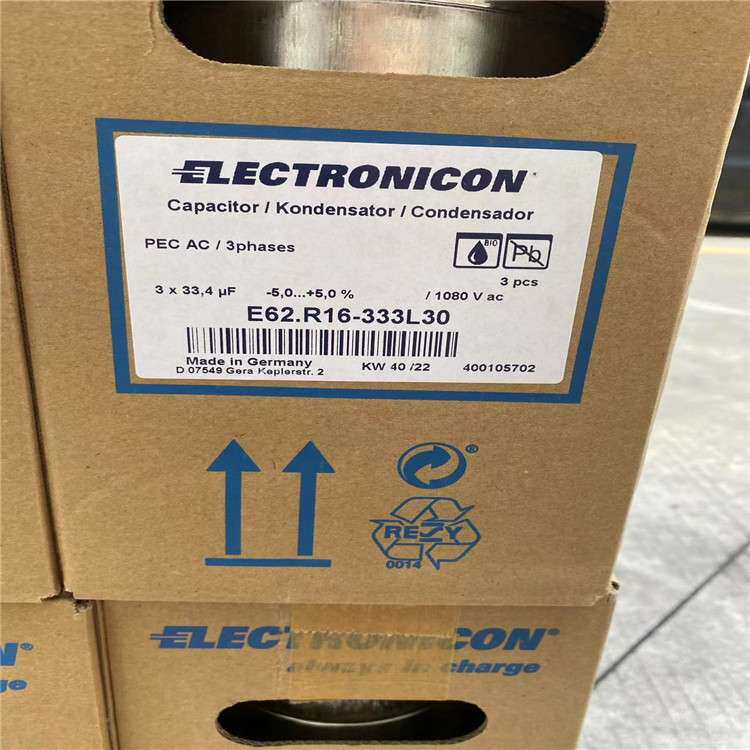 ELECTRONICON
Capacitor / Kondensator / Condensador
PEC AC / 3phases
BIO
Pb
3 pcs
3 x 33,4 µF -5,0...+5,0 % / 1080 V ac
E62.R16-333L30
Made in Germany
D 07549 Gera Keplerstr. 2 KW 40 /22 400105702
®
REZY
0014
ELECTRONICON
always in charge